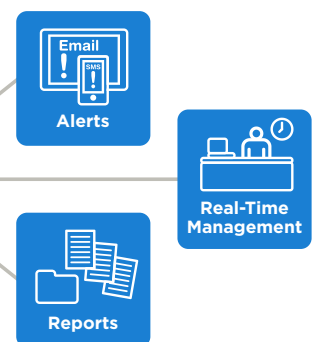 Email
SMS
Alerts
Real-Time
Management
Reports